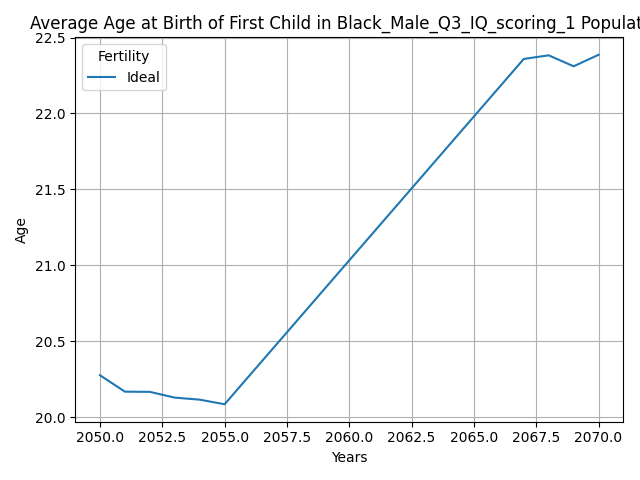 Average Age at Birth of First Child in Black_Male_Q3_IQ_scoring_1 Populat
22.5
Fertility
Ideal
22.0
21.5
21.0
20.5
20.0
Age
2050.0 2052.5 2055.0 2057.5 2060.0 2062.5 2065.0 2067.5 2070.0
Years